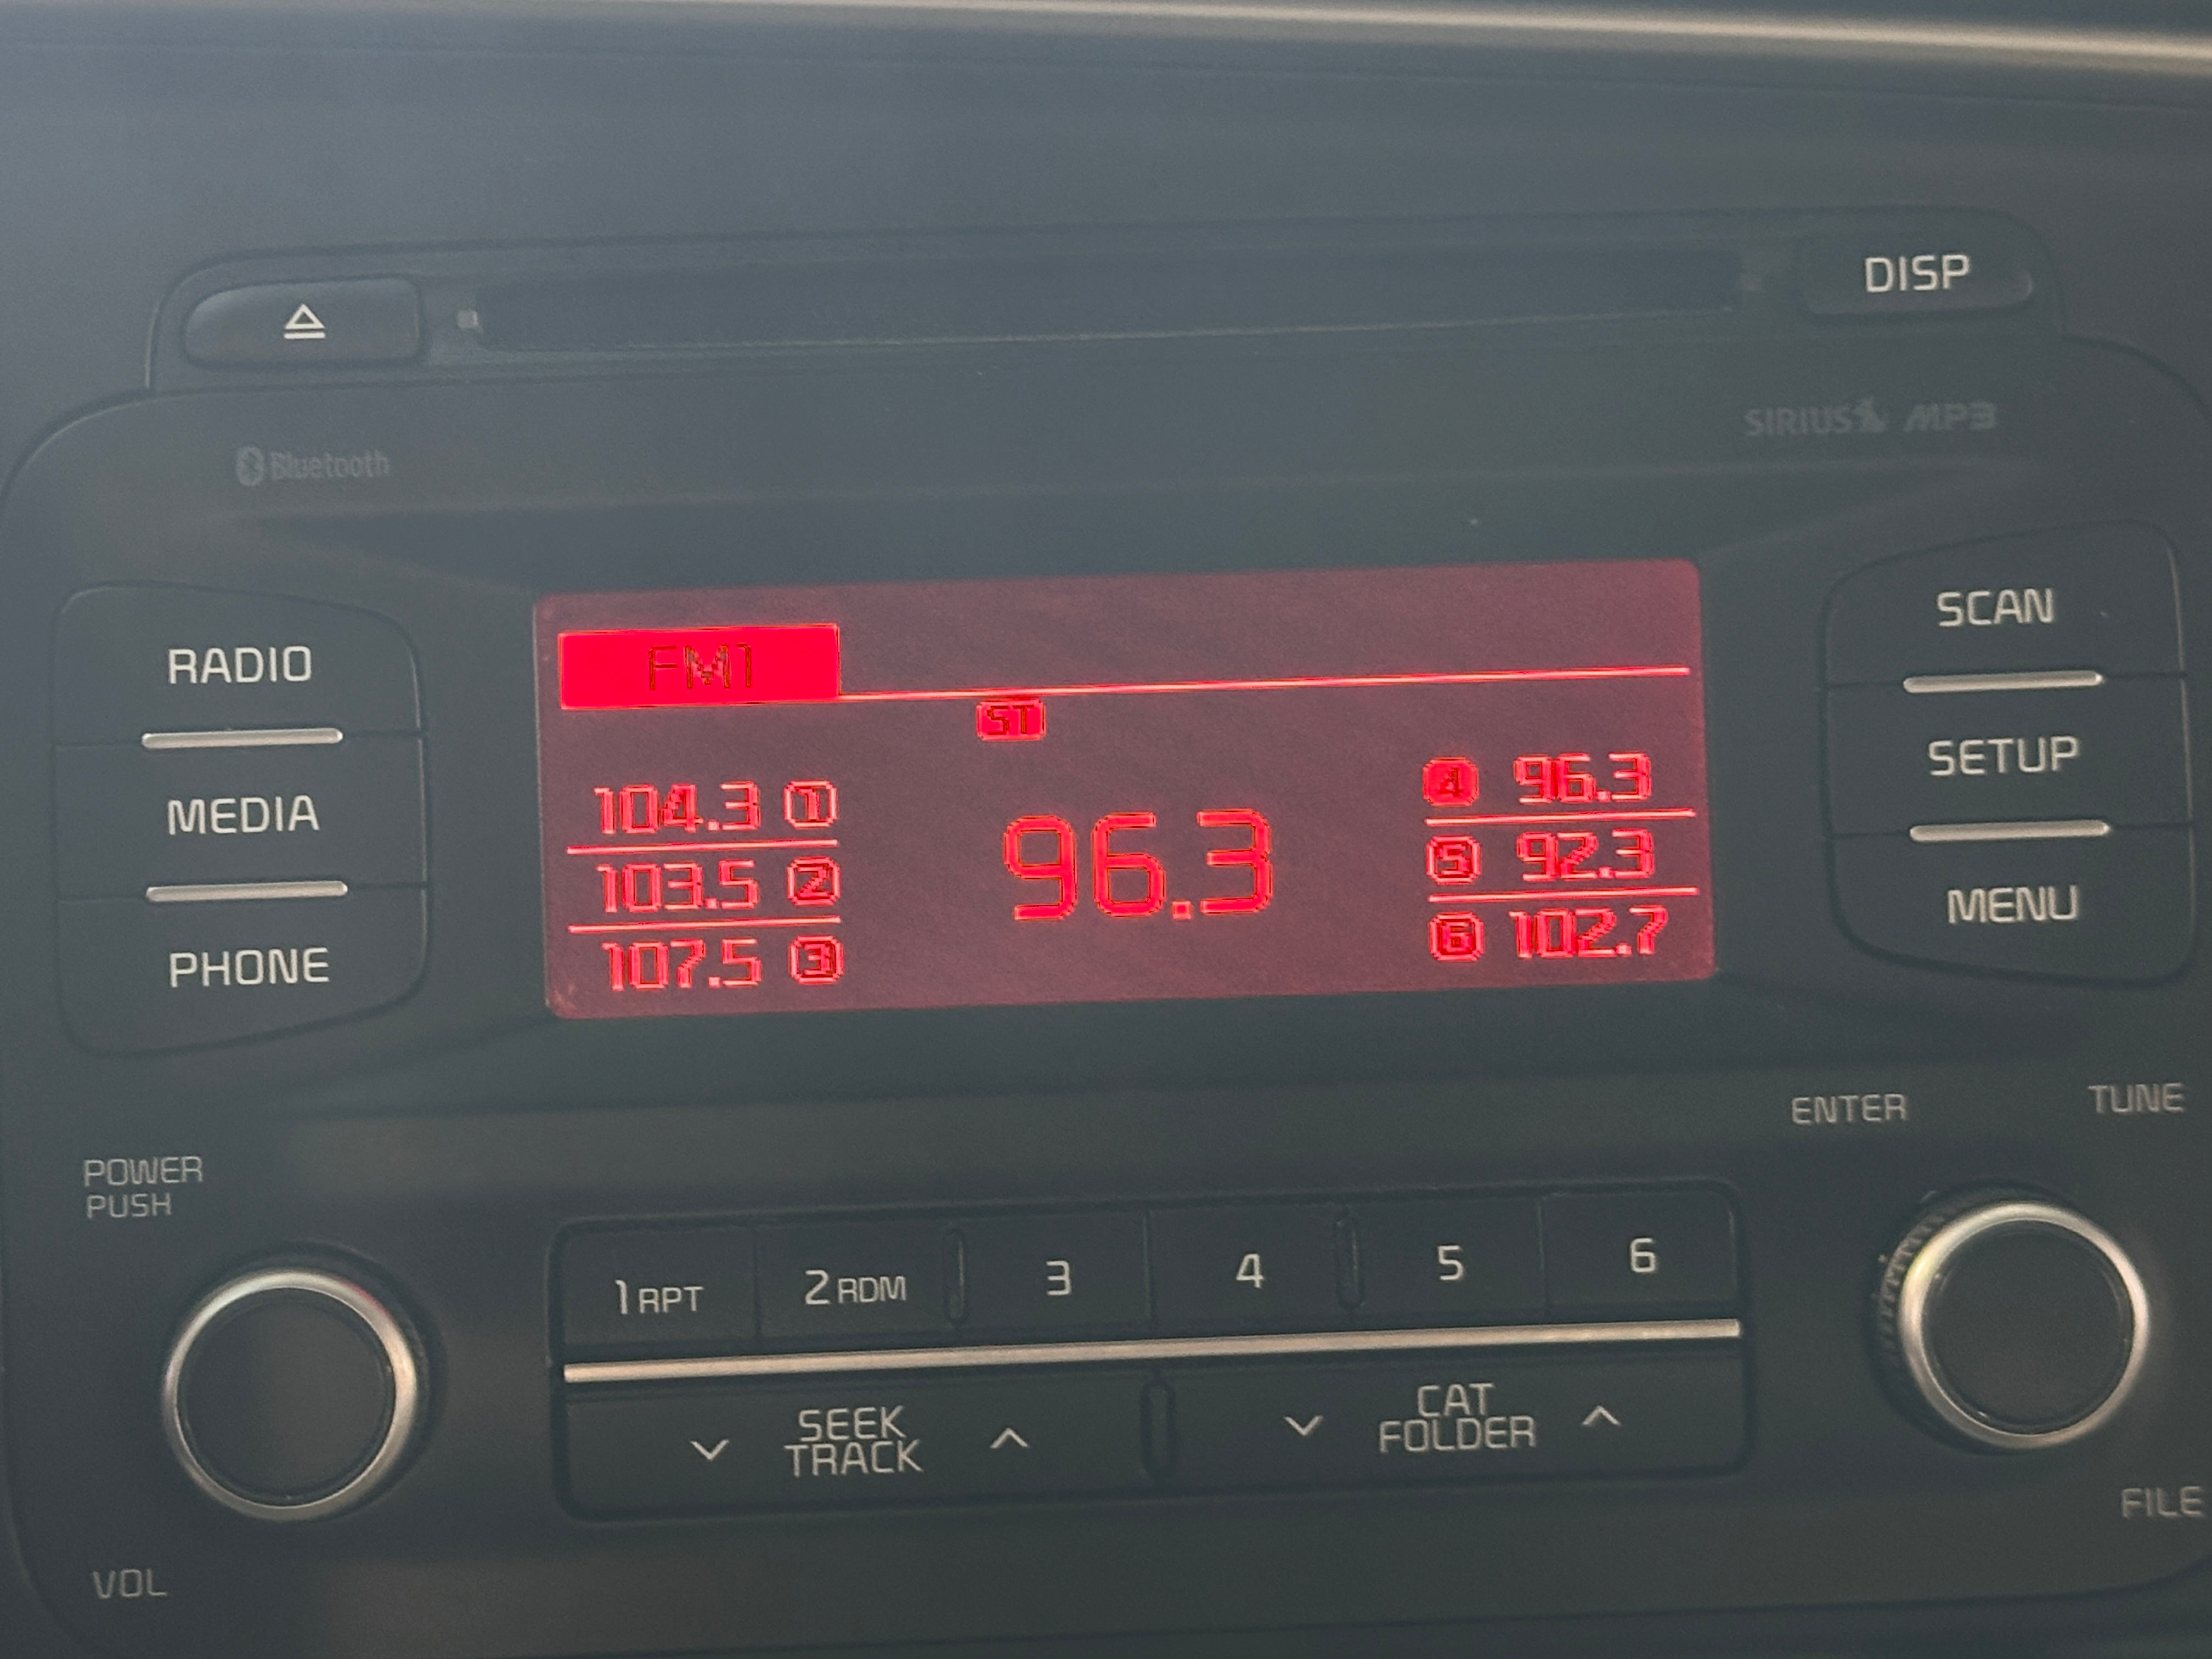 DISP
Bluetooth
SIRIUS MP3
RADIO
MEDIA
PHONE
FM1
ST
104.3 1
103.5 2
107.5 3
96.3
4 96.3
5 92.3
6 102.7
SCAN
SETUP
MENU
POWER
PUSH
VOL
1 RPT
2 RDM
3
4
5
6
SEEK
TRACK
CAT
FOLDER
ENTER
TUNE
FILE